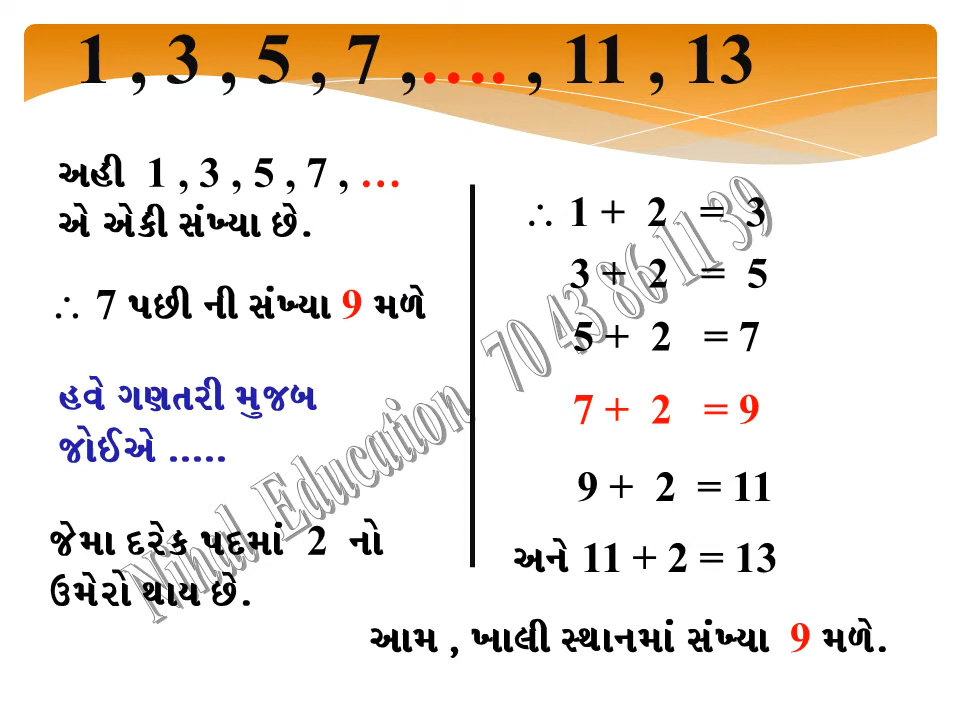 1 , 3 , 5 , 7 ,.... , 11 , 13
અહી 1 , 3 , 5 , 7 , ...
એ એકી સંખ્યા છે.
∴ 7 પછી ની સંખ્યા 9 મળે
હવે ગણતરી મુજબ
જોઈએ .....
જેમા દરેક પદમાં 2 નો
ઉમેરો થાય છે.
∴ 1 + 2 = 3
3 + 2 = 5
5 + 2 = 7
7 + 2 = 9
9 + 2 = 11
અને 11 + 2 = 13
આમ , ખાલી સ્થાનમાં સંખ્યા 9 મળે.
Ninul Education 70 43 86 11 39